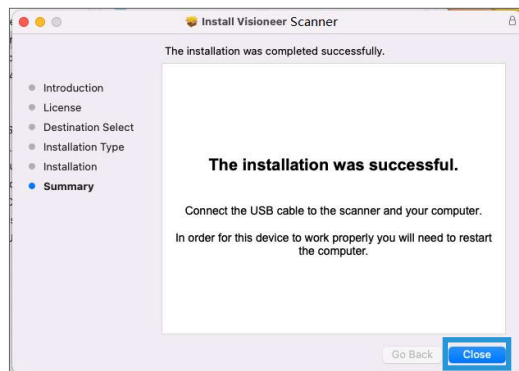 Install Visioneer Scanner
The installation was completed successfully.
Introduction
License
Destination Select
Installation Type
Installation
Summary
The installation was successful.
Connect the USB cable to the scanner and your computer.
In order for this device to work properly you will need to restart
the computer.
Go Back
Close